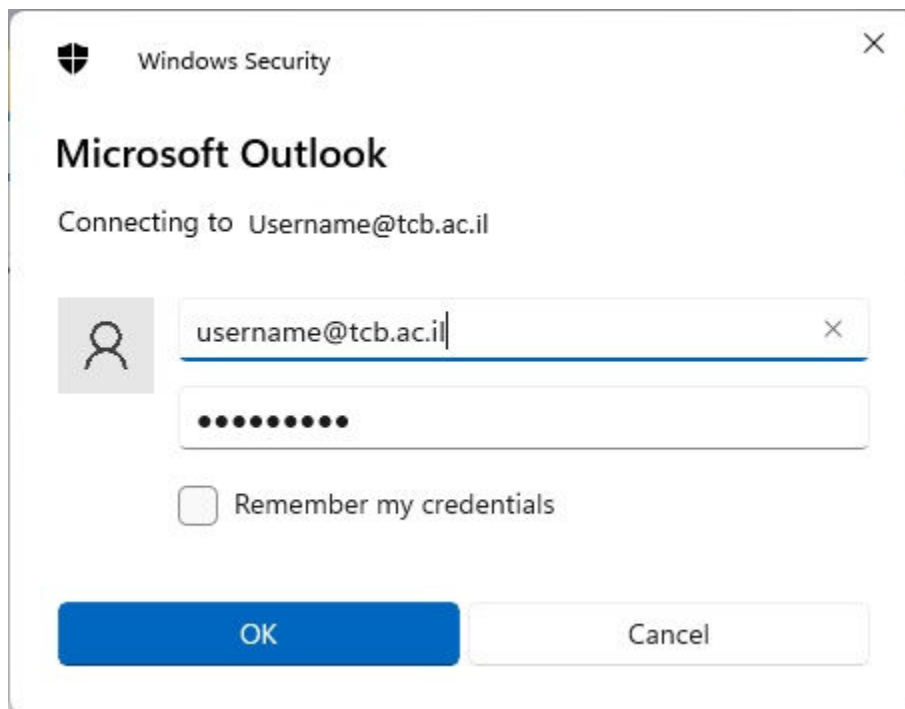 Windows Security
Microsoft Outlook
Connecting to Username@tcb.ac.il
username@tcb.ac.il
•••••••••
Remember my credentials
OK Cancel